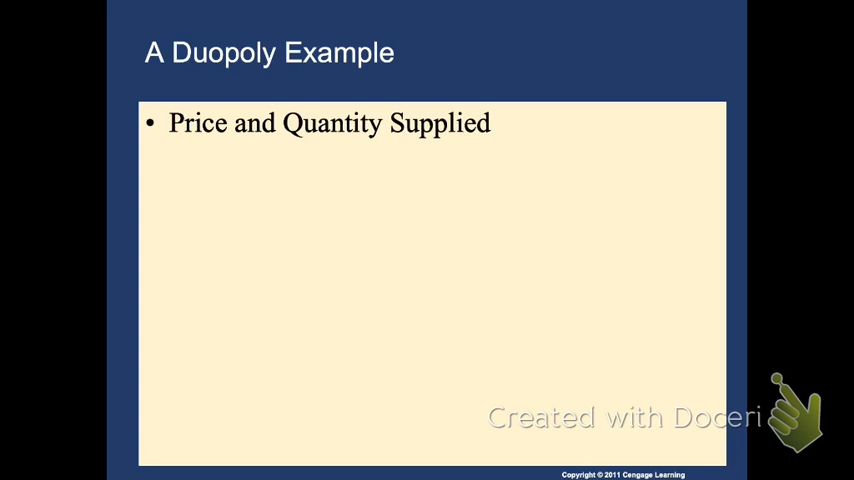 A Duopoly Example
• Price and Quantity Supplied
Created with Doceri
Copyright © 2011 Cengage Learning